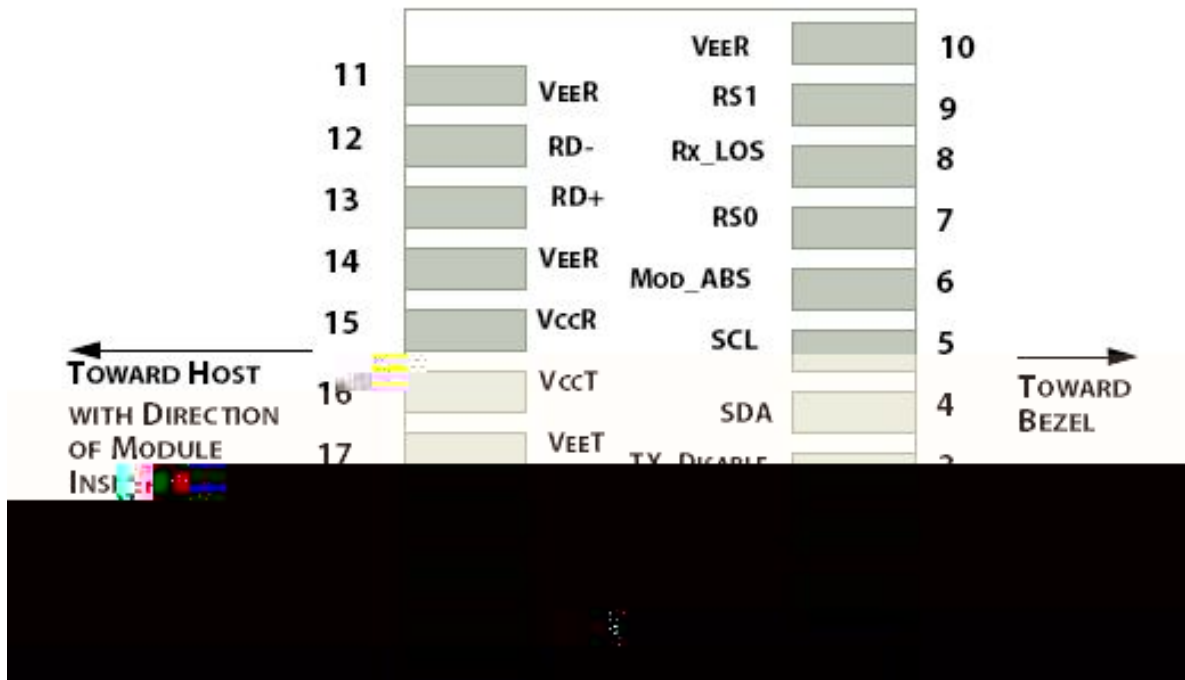 VEER 10
11 VEER
RS1 9
12 RD-
Rx_LOS 8
13 RD+
RS0 7
14 VEER
MOD_ABS 6
15 VCCR
SCL 5
TOWARD HOST
WITH DIRECTION
OF MODULE
16 VCCT
SDA 4
TOWARD
BEZEL
17 VEET